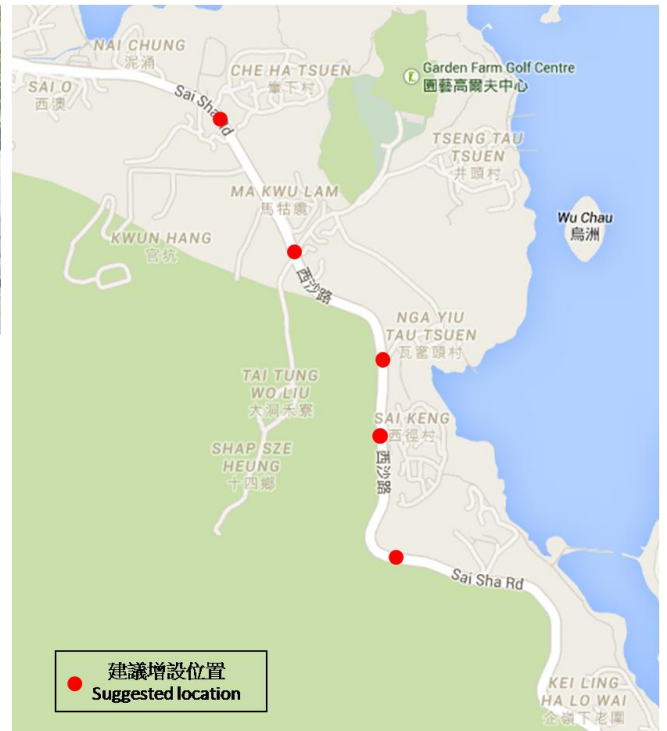 NAI CHUNG
泥涌
SAI O
西澳
Sai Sha Rd
CHE HA TSUEN
輋下村
Garden Farm Golf Centre
園藝高爾夫中心
TSENG TAU
TSUEN
井頭村
MA KWU LAM
馬牯纜
Wu Chau
烏洲
KWUN HANG
官坑
西沙路
NGA YIU
TAU TSUEN
瓦窰頭村
TAI TUNG
WO LIU
大洞禾寮
SAI KENG
西徑村
SHAP SZE
HEUNG
十四鄉
西沙路
Sai Sha Rd
KEI LING
HA LO WAI
企嶺下老圍
建議增設位置
Suggested location